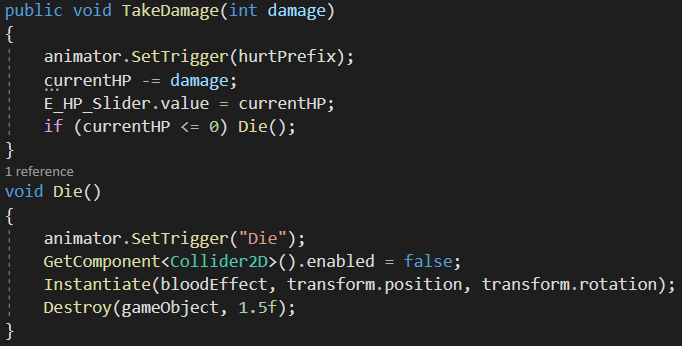 public void TakeDamage(int damage)
{
animator.SetTrigger(hurtPrefix);
currentHP -= damage;
E_HP_Slider.value = currentHP;
if (currentHP <= 0) Die();
}
1 reference
void Die()
{
animator.SetTrigger("Die");
GetComponent<Collider2D>().enabled = false;
Instantiate(bloodEffect, transform.position, transform.rotation);
Destroy(gameObject, 1.5f);
}